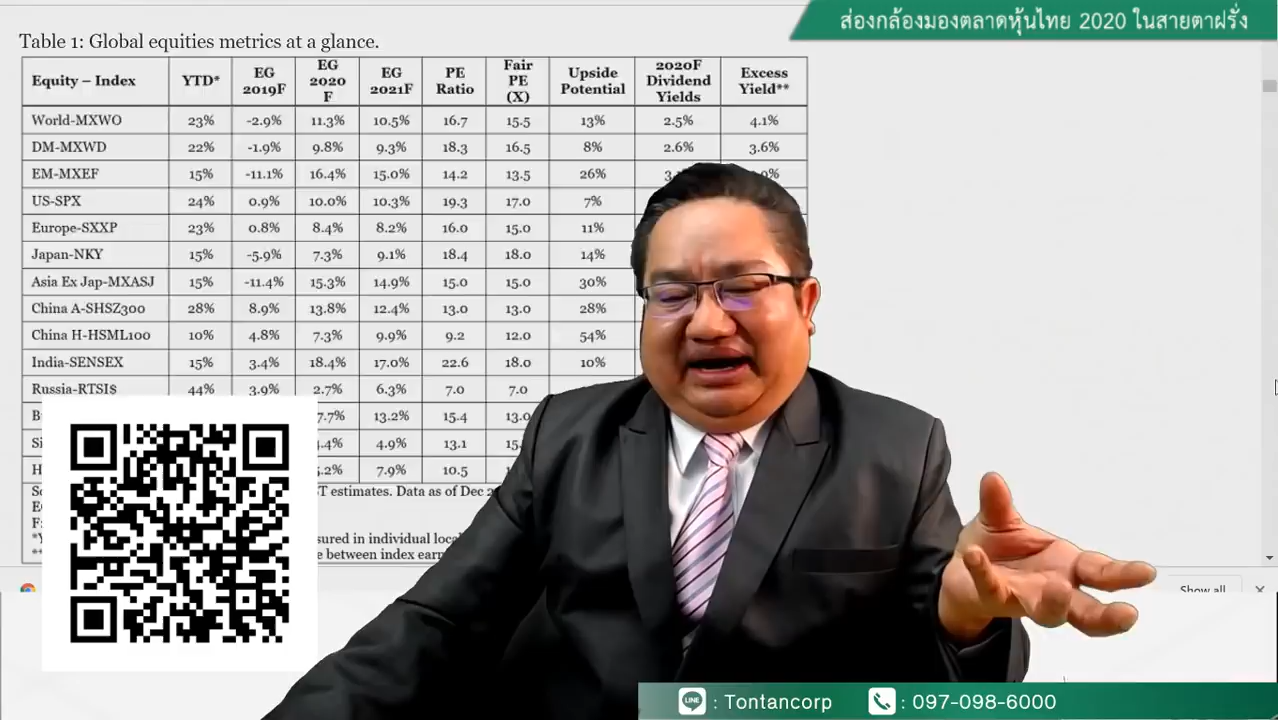 ส่องกล้องมองตลาดหุ้นไทย 2020 ในสายตาฝรั่ง
Table 1: Global equities metrics at a glance.
Equity – Index YTD* EG 2019F EG 2020 F EG 2021F PE Ratio Fair PE (X) Upside Potential 2020F Dividend Yields Excess Yield**
World-MXWO 23% -2.9% 11.3% 10.5% 16.7 15.5 13% 2.5% 4.1%
DM-MXWD 22% -1.9% 9.8% 9.3% 18.3 16.5 8% 2.6% 3.6%
EM-MXEF 15% -11.1% 16.4% 15.0% 14.2 13.5 26%
US-SPX 24% 0.9% 10.0% 10.3% 19.3 17.0 7%
Europe-SXXP 23% 0.8% 8.4% 8.2% 16.0 15.0 11%
Japan-NKY 15% -5.9% 7.3% 9.1% 18.4 18.0 14%
Asia Ex Jap-MXASJ 15% -11.4% 15.3% 14.9% 15.0 15.0 30%
China A-SHSZ300 28% 8.9% 13.8% 12.4% 13.0 13.0 28%
China H-HSML100 10% 4.8% 7.3% 9.9% 9.2 12.0 54%
India-SENSEX 15% 3.4% 18.4% 17.0% 22.6 18.0 10%
Russia-RTSI$ 44% 3.9% 2.7% 6.3% 7.0 7.0
7.7% 13.2% 15.4 13.0
4.9% 13.1
7.9% 10.5
estimates. Data as of Dec
in individual
between index
Show all
LINE : Tontancorp : 097-098-6000